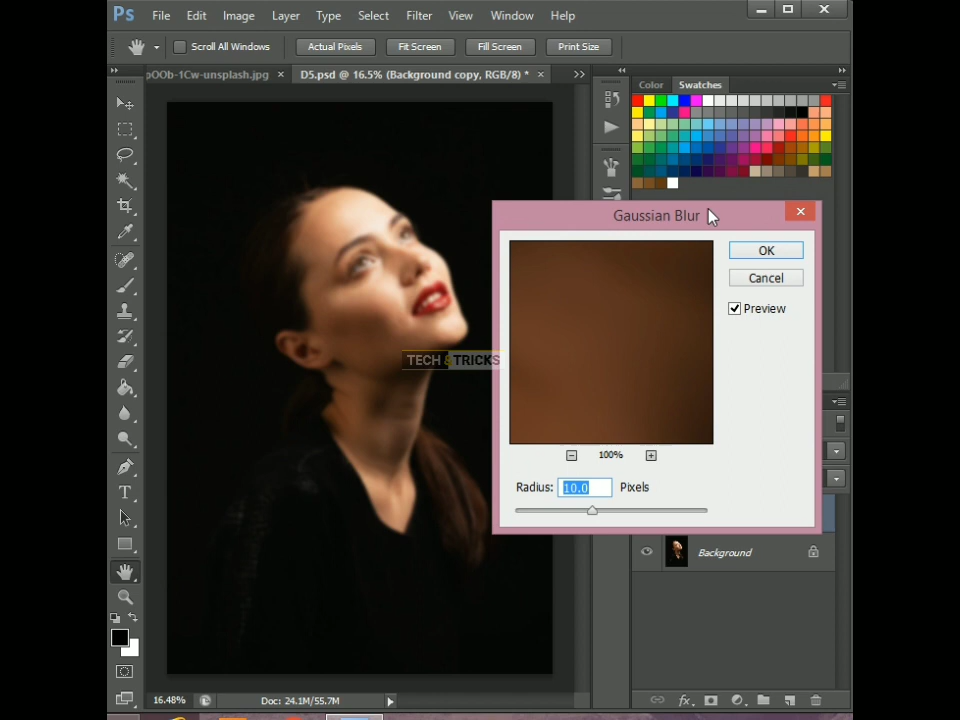 Ps File Edit Image Layer Type Select Filter View Window Help
Scroll All Windows Actual Pixels Fit Screen Fill Screen Print Size
pOOb-1Cw-unsplash.jpg × D5.psd @ 16.5% (Background copy, RGB/8) * ×
Color Swatches
Gaussian Blur
OK
Cancel
Preview
TECH & TRICKS
100%
Radius: 10.0 Pixels
Background
16.48% Doc: 24.1M/55.7M